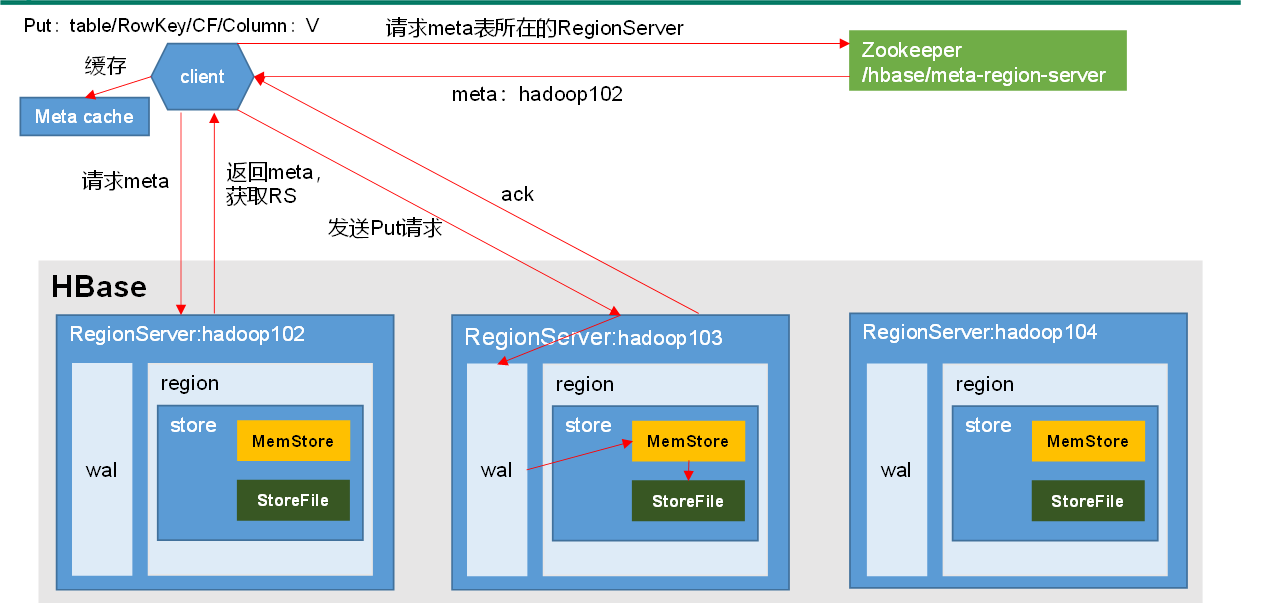 Put：table/RowKey/CF/Column：V
请求meta表所在的RegionServer
Zookeeper
/hbase/meta-region-server
缓存
client
meta：hadoop102
Meta cache
请求meta
返回meta，
获取RS
ack
发送Put请求
HBase
RegionServer:hadoop102
wal
region
store
MemStore
StoreFile
RegionServer:hadoop103
wal
region
store
MemStore
StoreFile
RegionServer:hadoop104
wal
region
store
MemStore
StoreFile